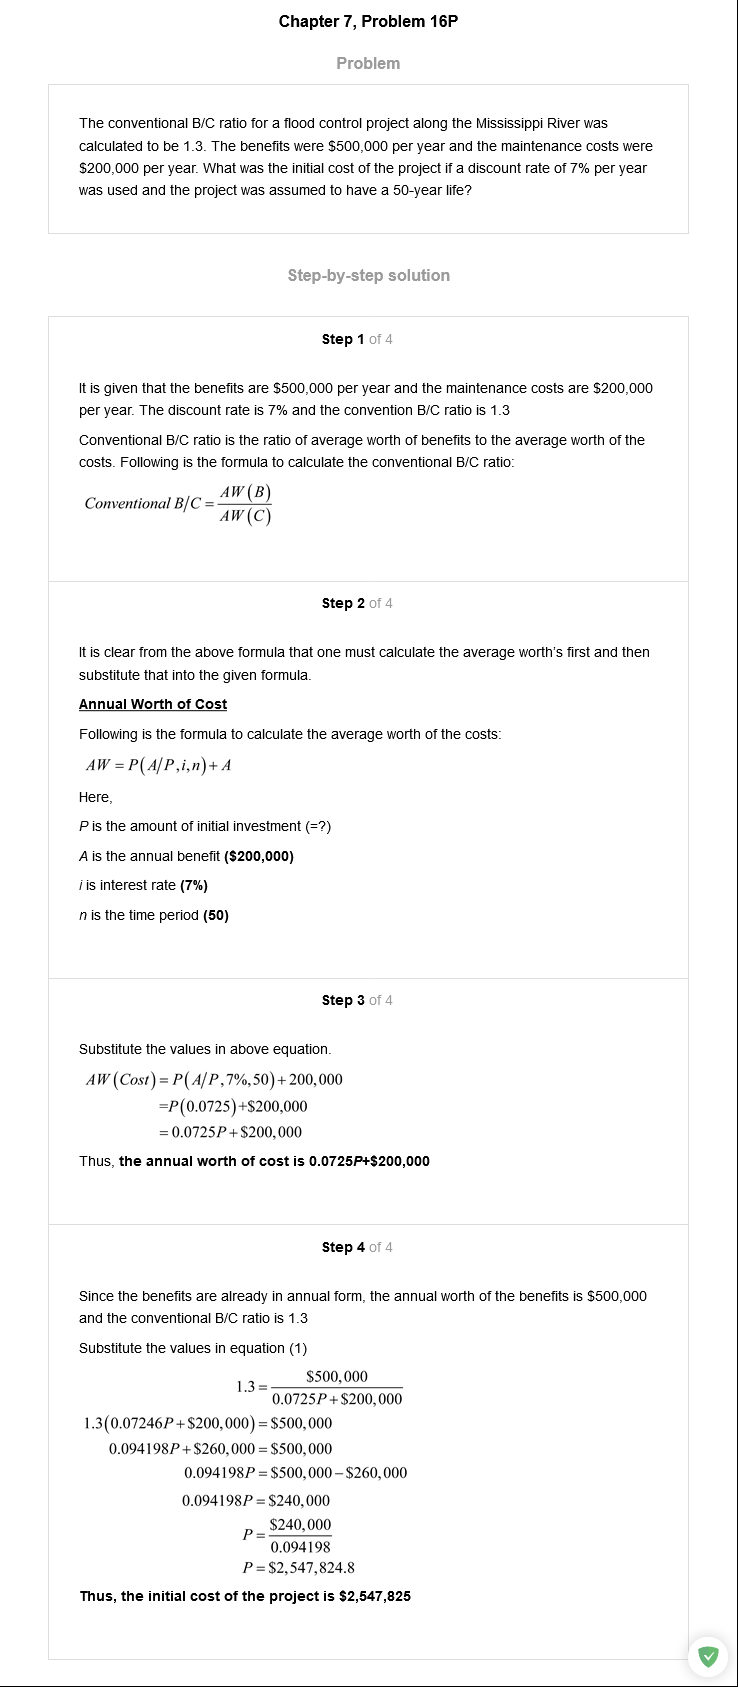 Chapter 7, Problem 16P
Problem
The conventional B/C ratio for a flood control project along the Mississippi River was
calculated to be 1.3. The benefits were $500,000 per year and the maintenance costs were
$200,000 per year. What was the initial cost of the project if a discount rate of 7% per year
was used and the project was assumed to have a 50-year life?
Step-by-step solution
Step 1 of 4
It is given that the benefits are $500,000 per year and the maintenance costs are $200,000
per year. The discount rate is 7% and the convention B/C ratio is 1.3
Conventional B/C ratio is the ratio of average worth of benefits to the average worth of the
costs. Following is the formula to calculate the conventional B/C ratio:
Conventional B/C = AW(B)/AW(C)
Step 2 of 4
It is clear from the above formula that one must calculate the average worth's first and then
substitute that into the given formula.
Annual Worth of Cost
Following is the formula to calculate the average worth of the costs:
AW = P(A/P,i,n)+ A
Here,
P is the amount of initial investment (=?)
A is the annual benefit ($200,000)
i is interest rate (7%)
n is the time period (50)
Step 3 of 4
Substitute the values in above equation.
AW(Cost) = P(A/P,7%,50)+200,000
=P(0.0725)+$200,000
= 0.0725P+$200,000
Thus, the annual worth of cost is 0.0725P+$200,000
Step 4 of 4
Since the benefits are already in annual form, the annual worth of the benefits is $500,000
and the conventional B/C ratio is 1.3
Substitute the values in equation (1)
1.3 = $500,000/0.0725P+$200,000
1.3(0.07246P+$200,000) = $500,000
0.094198P+$260,000 = $500,000
0.094198P = $500,000−$260,000
0.094198P = $240,000
P = $240,000/0.094198
P = $2,547,824.8
Thus, the initial cost of the project is $2,547,825